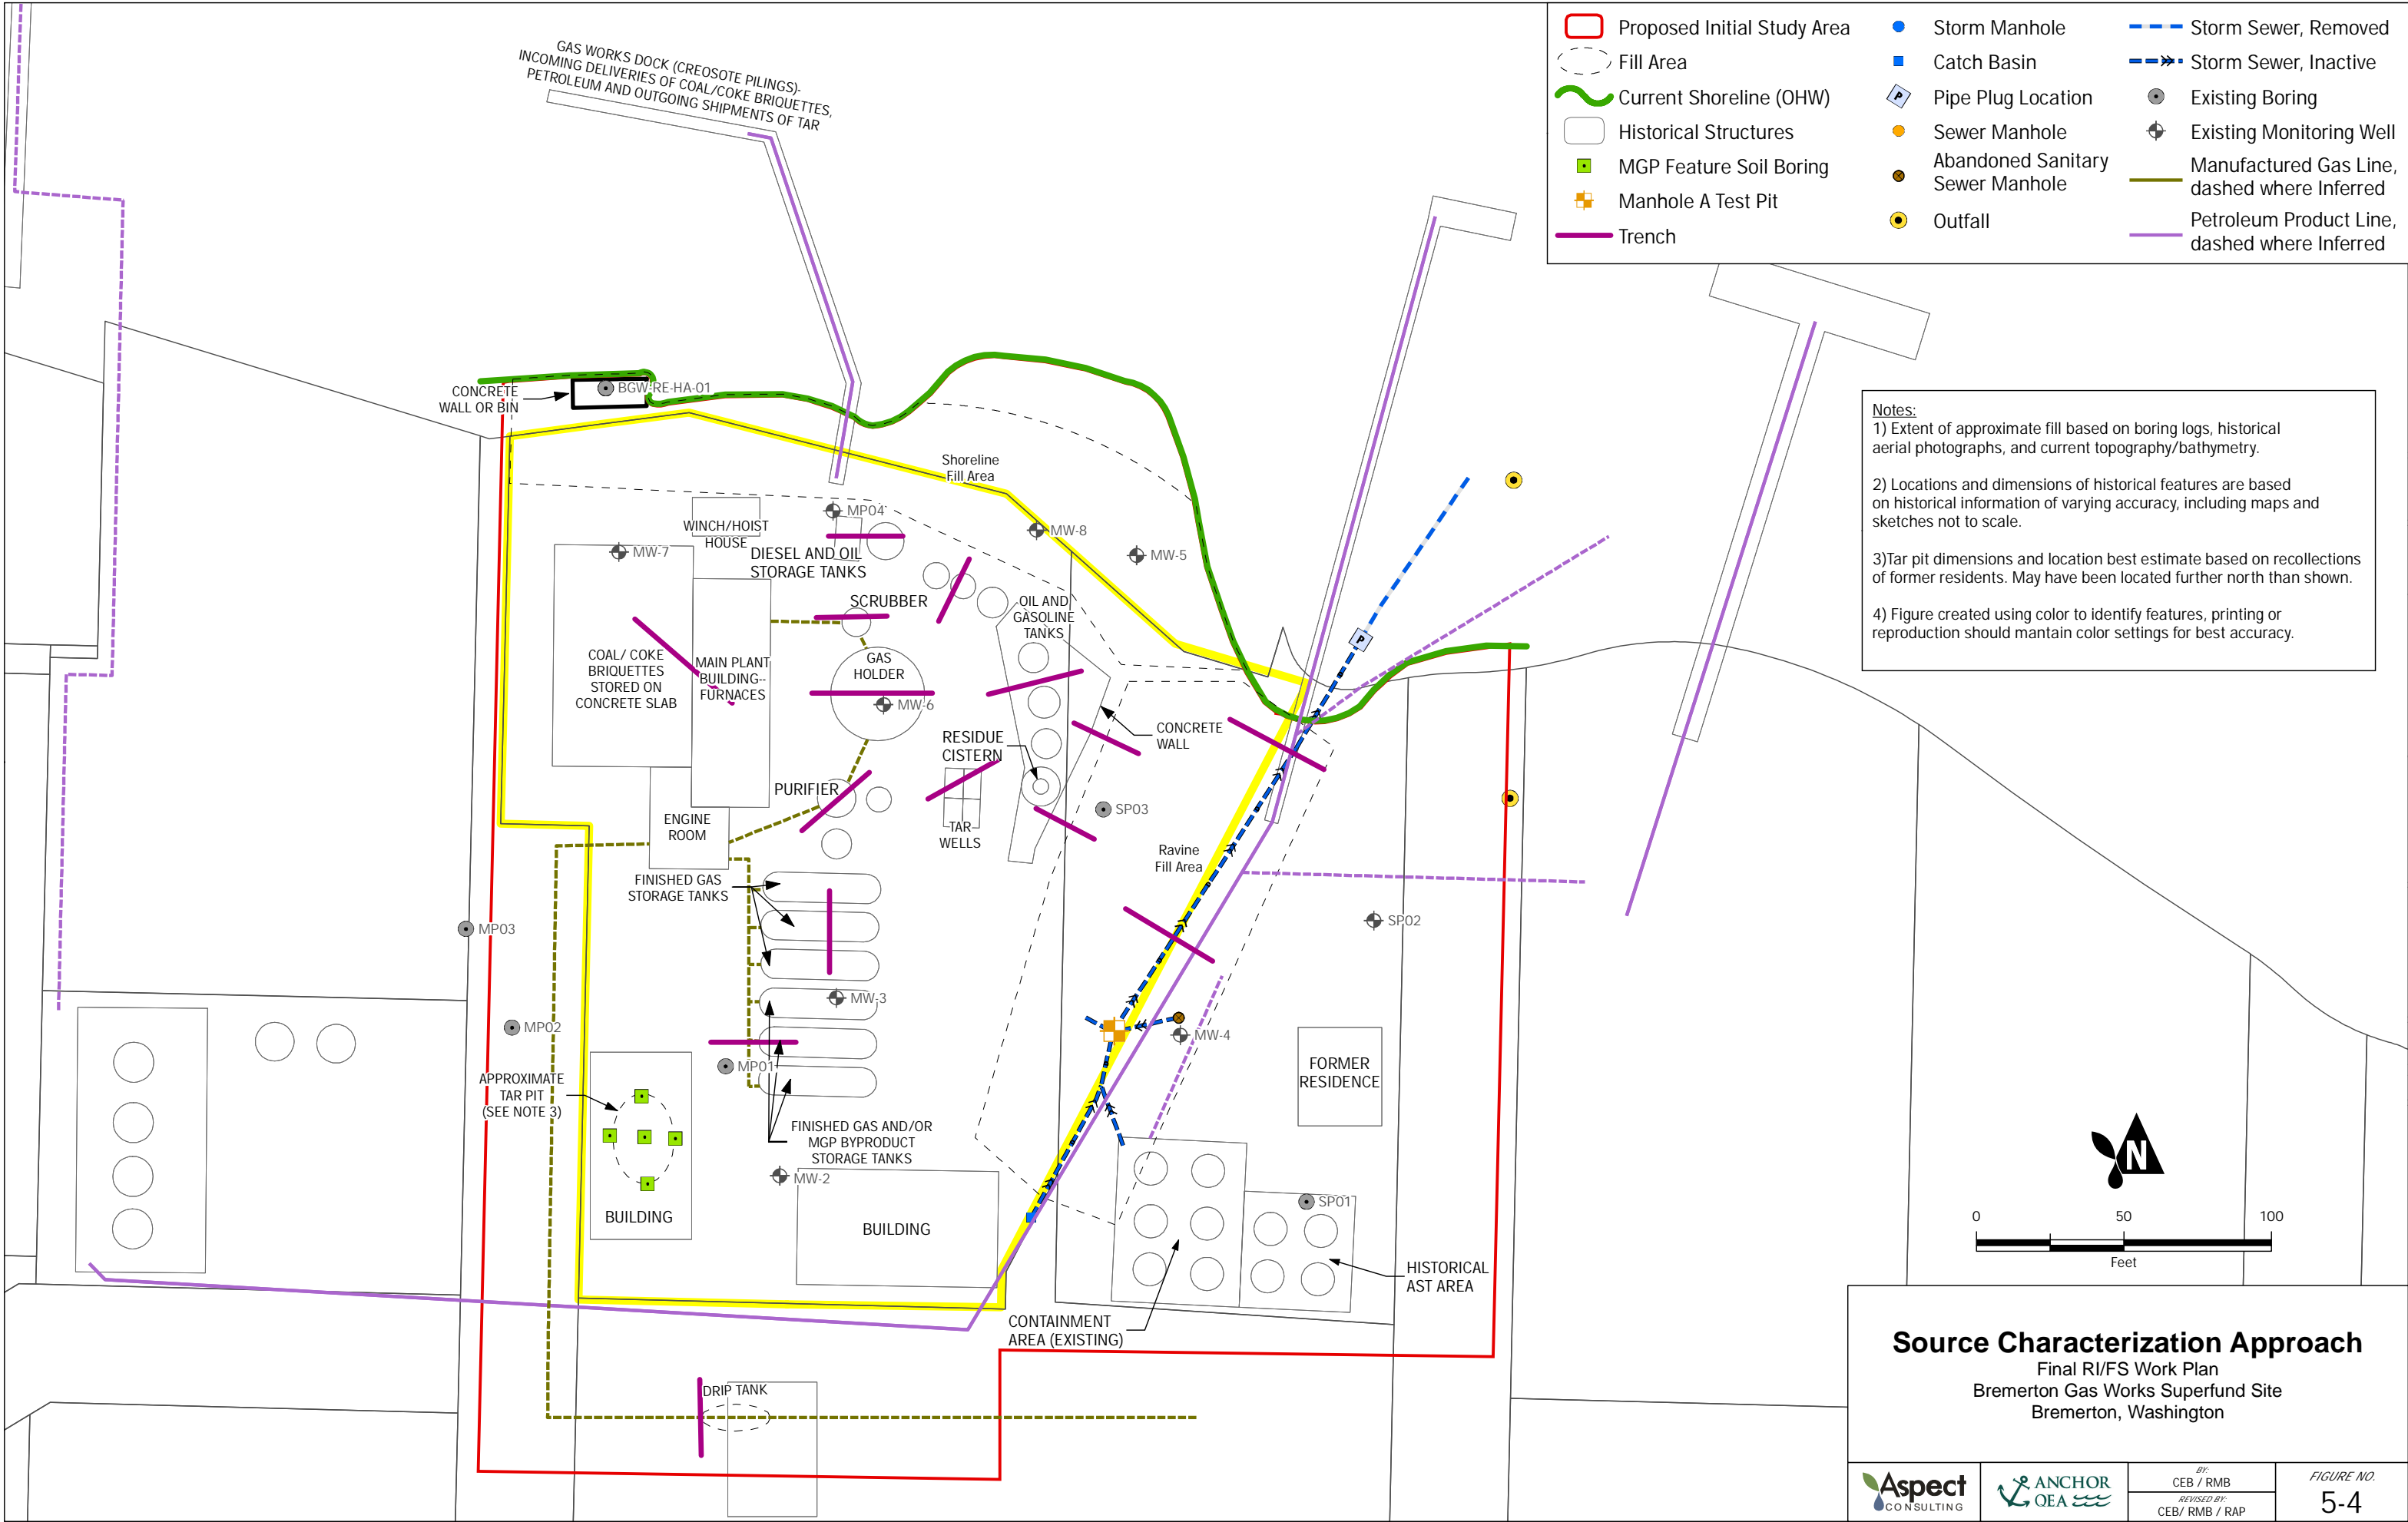 GAS WORKS DOCK (CREOSOTE PILINGS)-
INCOMING DELIVERIES OF COAL/COKE BRIQUETTES,
PETROLEUM AND OUTGOING SHIPMENTS OF TAR
Proposed Initial Study Area
Fill Area
Current Shoreline (OHW)
Historical Structures
MGP Feature Soil Boring
Manhole A Test Pit
Trench
Storm Manhole
Catch Basin
P
Pipe Plug Location
Sewer Manhole
Abandoned Sanitary
Sewer Manhole
Outfall
Storm Sewer, Removed
Storm Sewer, Inactive
Existing Boring
Existing Monitoring Well
Manufactured Gas Line,
dashed where Inferred
Petroleum Product Line,
dashed where Inferred
Notes:
1) Extent of approximate fill based on boring logs, historical
aerial photographs, and current topography/bathymetry.
2) Locations and dimensions of historical features are based
on historical information of varying accuracy, including maps and
sketches not to scale.
3)Tar pit dimensions and location best estimate based on recollections
of former residents. May have been located further north than shown.
4) Figure created using color to identify features, printing or
reproduction should mantain color settings for best accuracy.
CONCRETE
WALL OR BIN
BGW-RE-HA-01
Shoreline
Fill Area
WINCH/HOIST
HOUSE
MP04
MW-8
MW-5
MW-7
DIESEL AND OIL
STORAGE TANKS
SCRUBBER
OIL AND
GASOLINE
TANKS
COAL/ COKE
BRIQUETTES
STORED ON
CONCRETE SLAB
MAIN PLANT
BUILDING--
FURNACES
GAS
HOLDER
MW-6
P
RESIDUE
CISTERN
CONCRETE
WALL
PURIFIER
ENGINE
ROOM
TAR
WELLS
SP03
Ravine
Fill Area
FINISHED GAS
STORAGE TANKS
MP03
SP02
MW-3
MP02
MW-4
MP01
APPROXIMATE
TAR PIT
(SEE NOTE 3)
FORMER
RESIDENCE
FINISHED GAS AND/OR
MGP BYPRODUCT
STORAGE TANKS
MW-2
BUILDING
BUILDING
SP01
HISTORICAL
AST AREA
CONTAINMENT
AREA (EXISTING)
DRIP TANK
N
0 50 100
Feet
Source Characterization Approach
Final RI/FS Work Plan
Bremerton Gas Works Superfund Site
Bremerton, Washington
Aspect
CONSULTING
ANCHOR
QEA
BY:
CEB / RMB
REVISED BY:
CEB/ RMB / RAP
FIGURE NO.
5-4